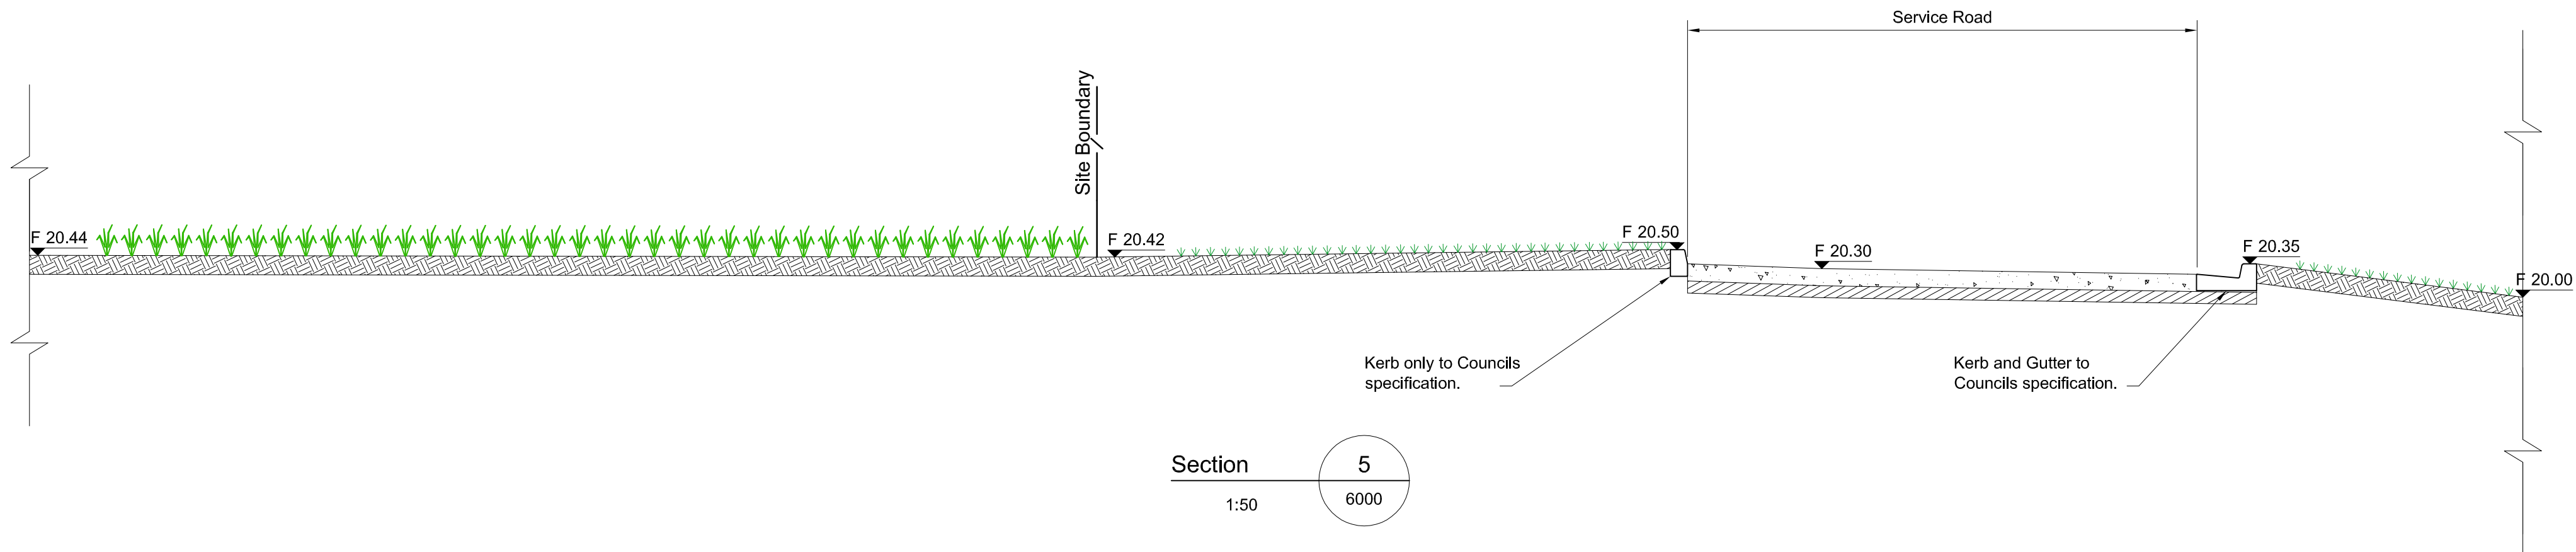 Service Road
Site Boundary
F 20.44
F 20.42
F 20.50
F 20.30
F 20.35
F 20.00
Kerb only to Councils
specification.
Kerb and Gutter to
Councils specification.
Section
5
1:50
6000